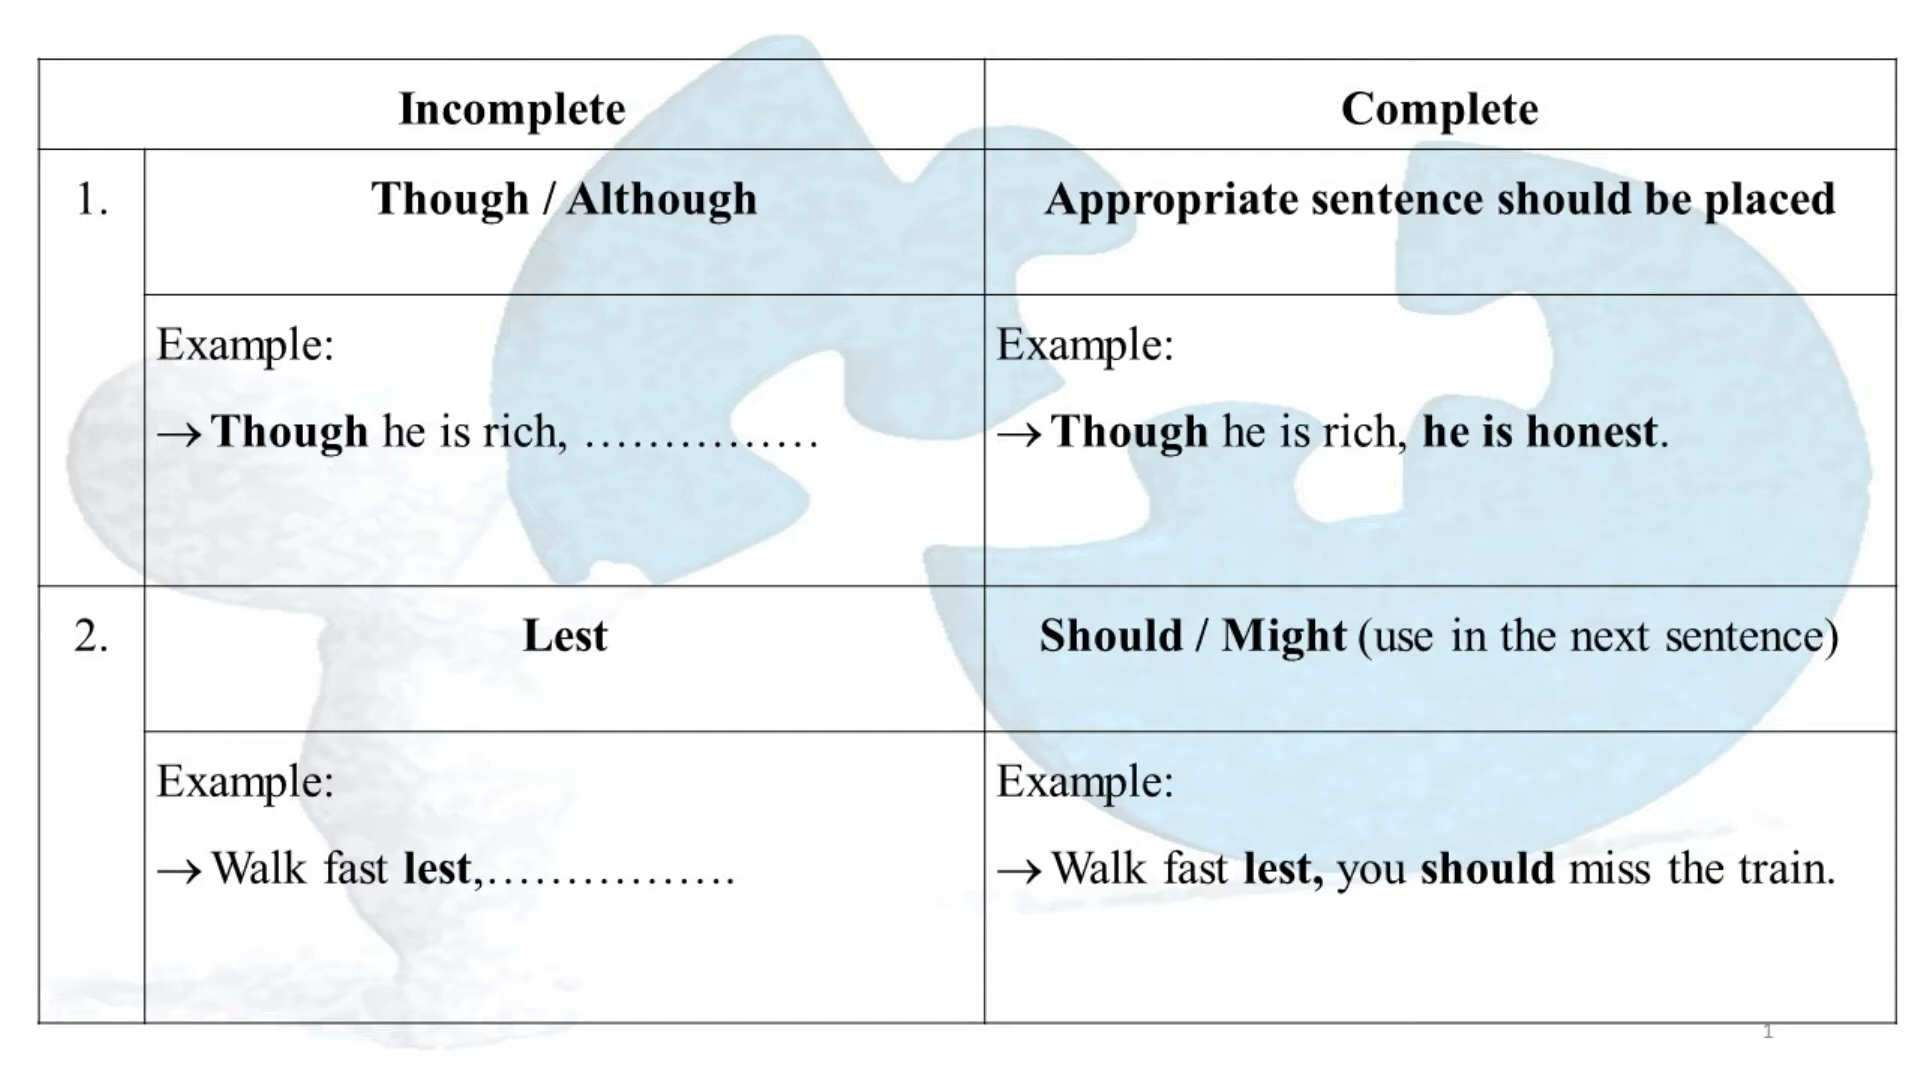 Incomplete
Complete
1.
Though / Although
Appropriate sentence should be placed
Example:
→ Though he is rich, ……………
Example:
→ Though he is rich, he is honest.
2.
Lest
Should / Might (use in the next sentence)
Example:
→ Walk fast lest,…………….
Example:
→ Walk fast lest, you should miss the train.
1